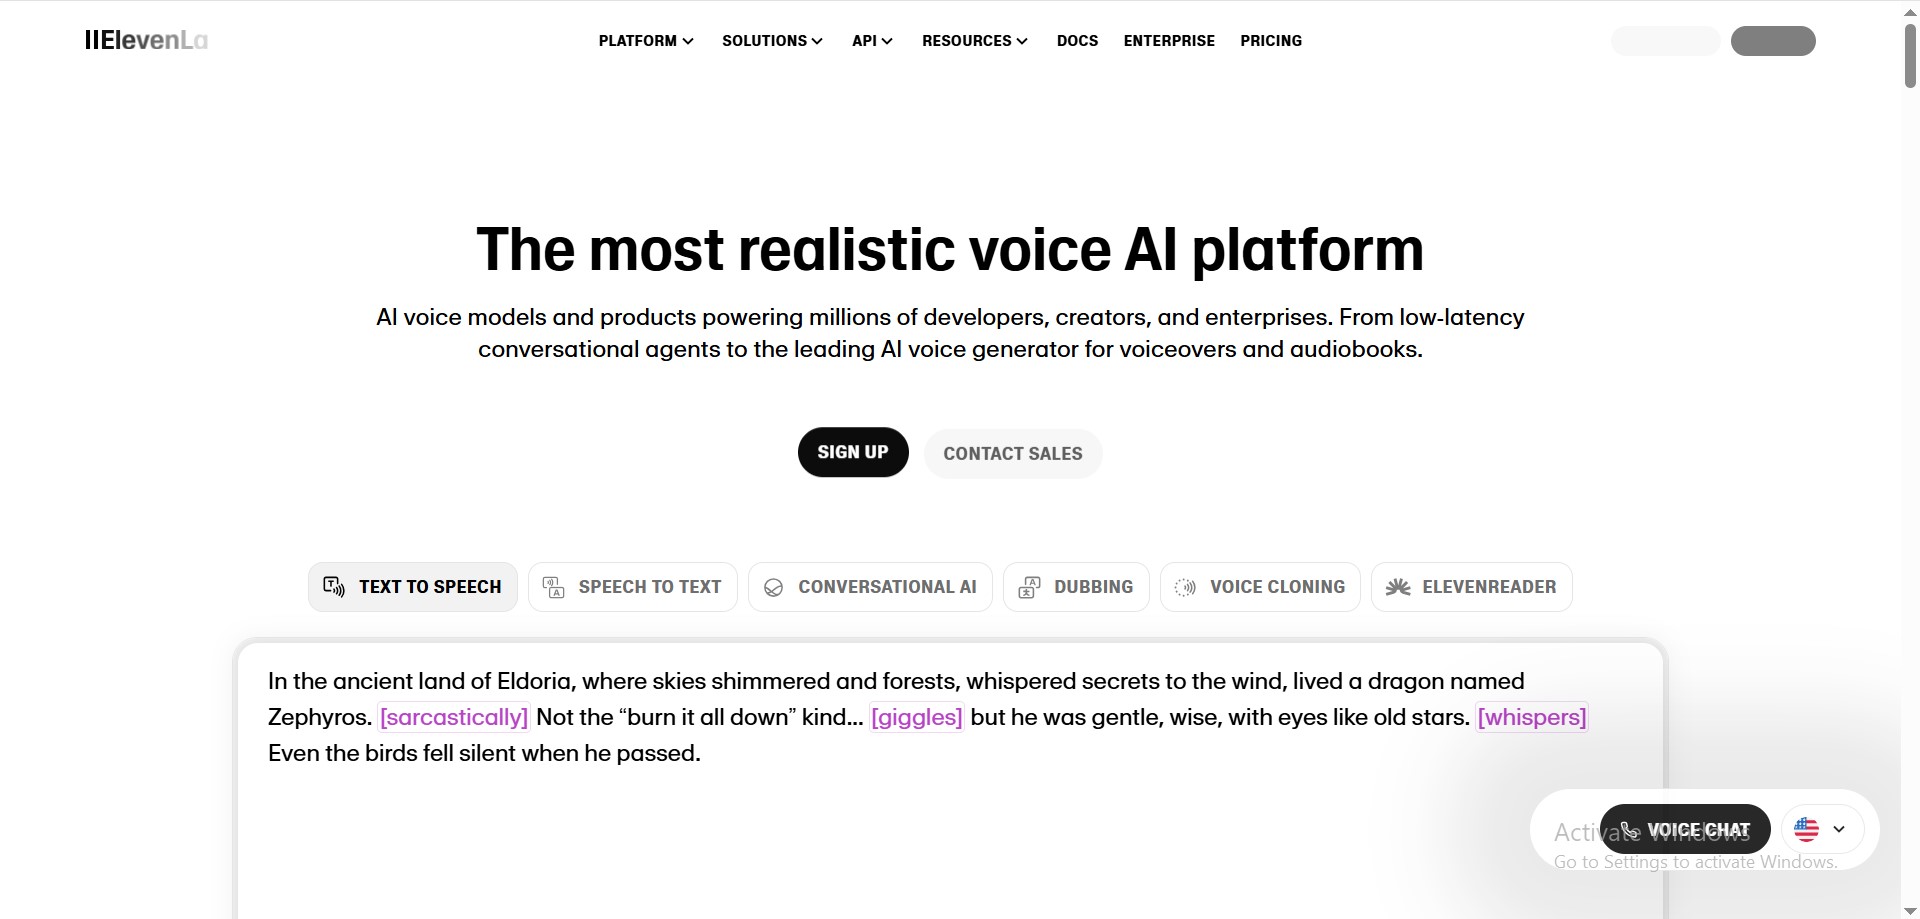 IIElevenLa
PLATFORM
SOLUTIONS
API
RESOURCES
DOCS
ENTERPRISE
PRICING
The most realistic voice AI platform
AI voice models and products powering millions of developers, creators, and enterprises. From low-latency
conversational agents to the leading AI voice generator for voiceovers and audiobooks.
SIGN UP
CONTACT SALES
TEXT TO SPEECH
SPEECH TO TEXT
CONVERSATIONAL AI
DUBBING
VOICE CLONING
ELEVENREADER
In the ancient land of Eldoria, where skies shimmered and forests, whispered secrets to the wind, lived a dragon named
Zephyros. [sarcastically] Not the “burn it all down” kind... [giggles] but he was gentle, wise, with eyes like old stars. [whispers]
Even the birds fell silent when he passed.
VOICE CHAT
Activate Windows
Go to Settings to activate Windows.